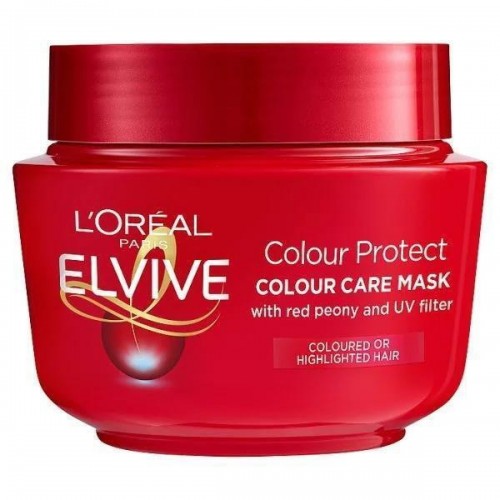 L'ORÉAL
PARIS
ELVIVE
Colour Protect
COLOUR CARE MASK
with red peony and UV filter
COLOURED OR
HIGHLIGHTED HAIR